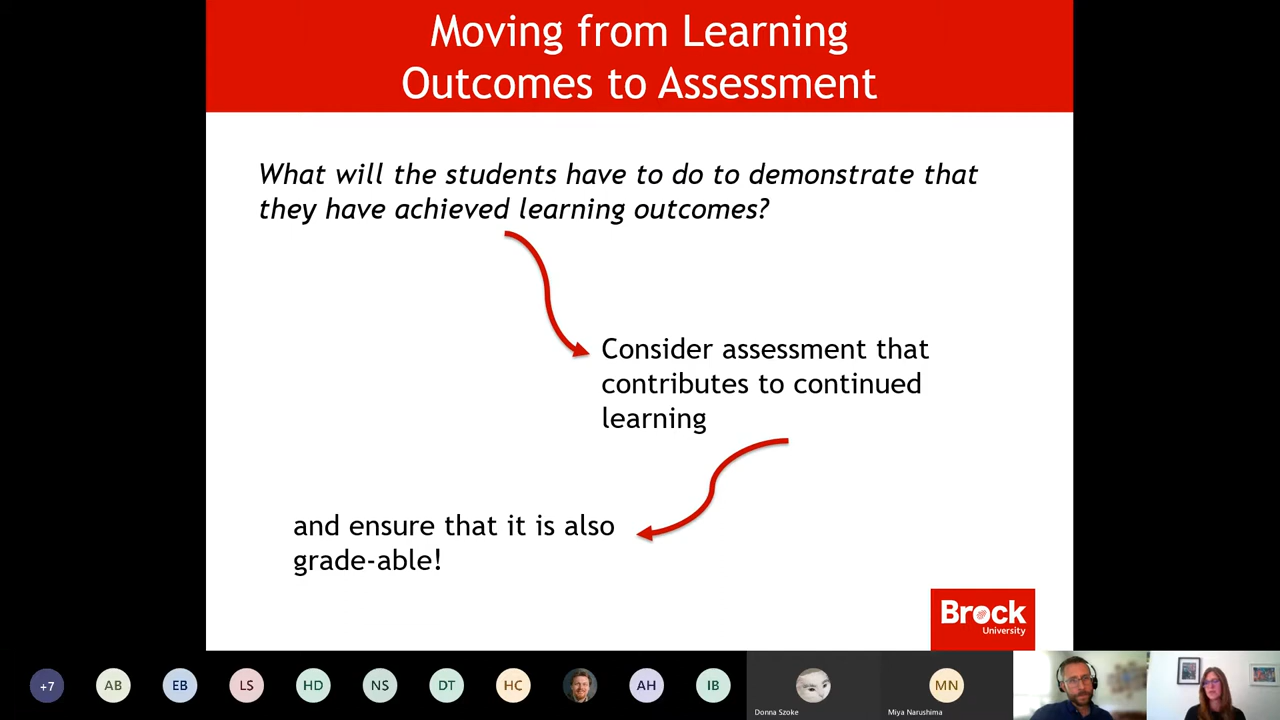 Moving from Learning
Outcomes to Assessment
What will the students have to do to demonstrate that
they have achieved learning outcomes?
Consider assessment that
contributes to continued
learning
and ensure that it is also
grade-able!
Brock
University
+7
AB
EB
LS
HD
NS
DT
HC
AH
IB
Donna Szoke
MN
Miya Narushima